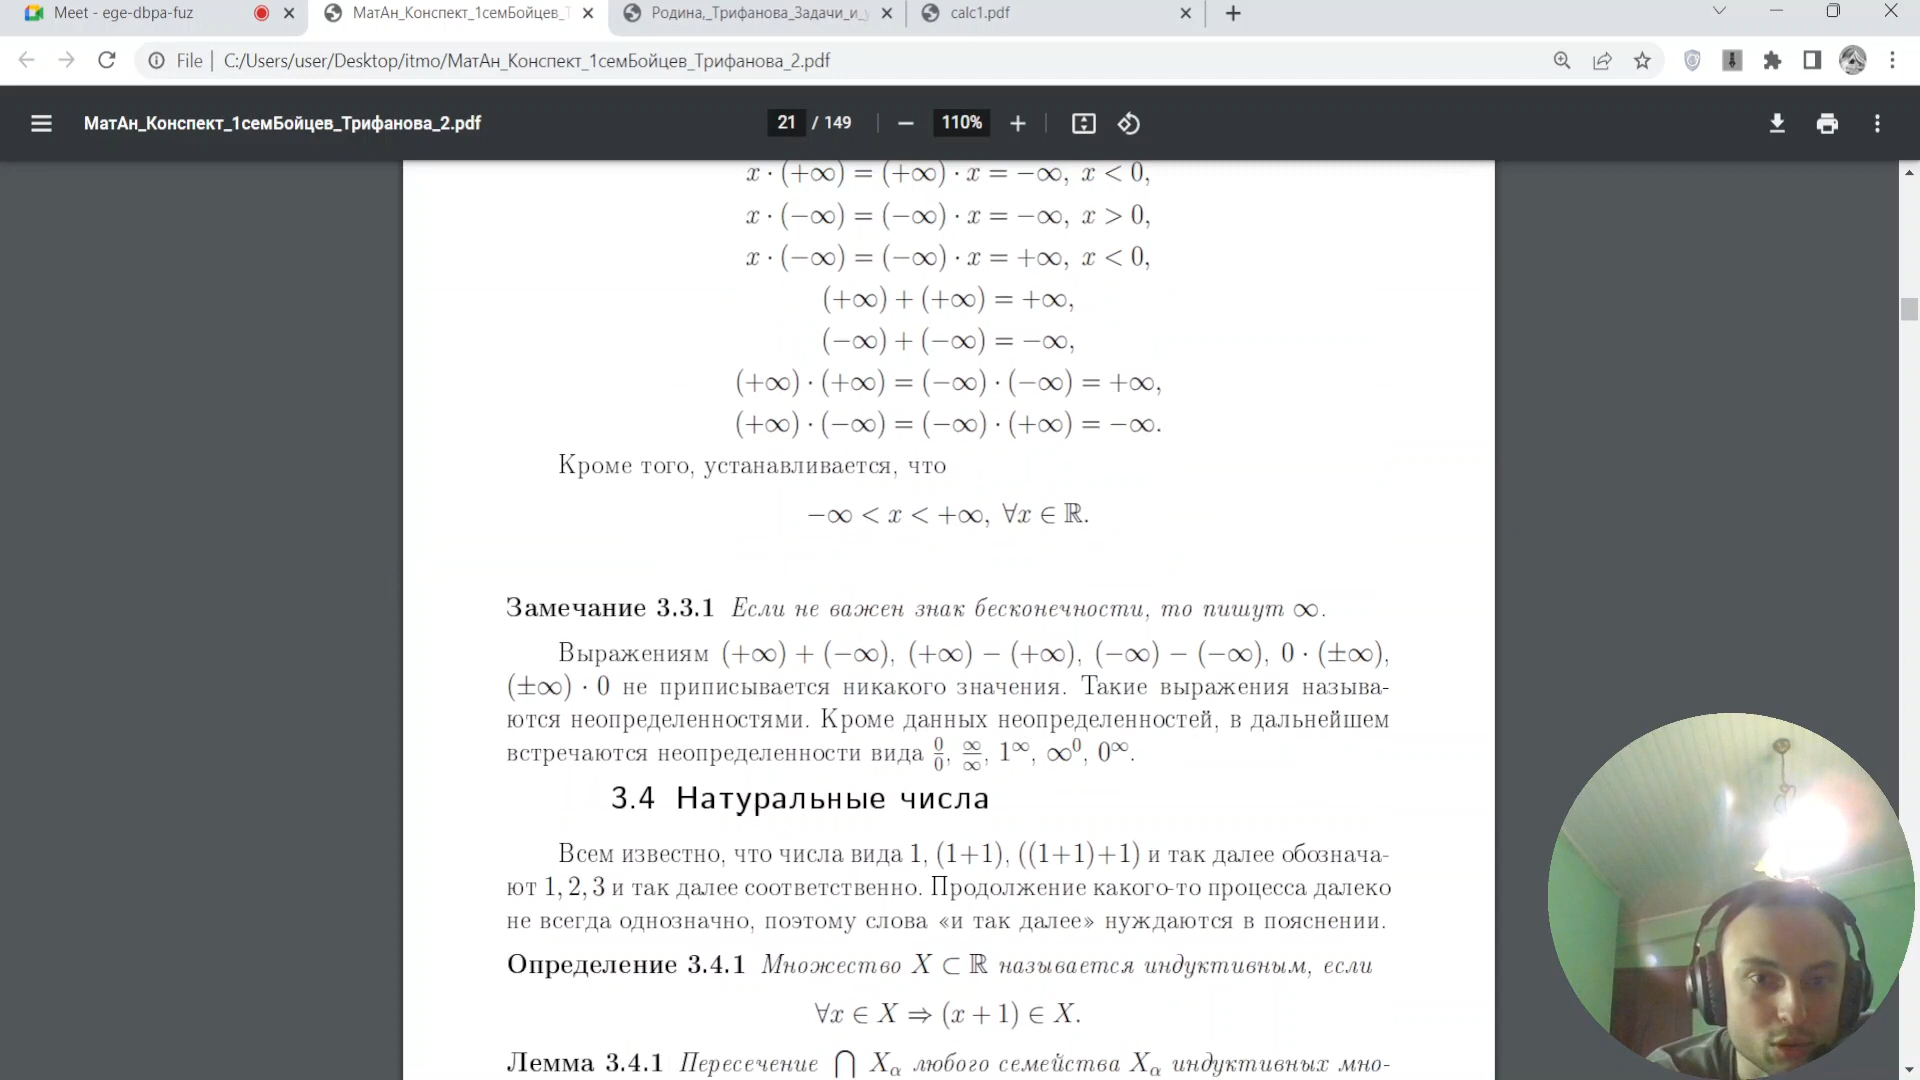 Meet - ege-dbpa-fuz
МатАн_Конспект_1семБойцев_Т
Родина,_Трифанова_Задачи_и_у
calc1.pdf
File | C:/Users/user/Desktop/itmo/МатАн_Конспект_1семБойцев_Трифанова_2.pdf
МатАн_Конспект_1семБойцев_Трифанова_2.pdf
21 / 149
110%
x · (+∞) = (+∞) · x = −∞, x < 0,
x · (−∞) = (−∞) · x = −∞, x > 0,
x · (−∞) = (−∞) · x = +∞, x < 0,
(+∞) + (+∞) = +∞,
(−∞) + (−∞) = −∞,
(+∞) · (+∞) = (−∞) · (−∞) = +∞,
(+∞) · (−∞) = (−∞) · (+∞) = −∞.
Кроме того, устанавливается, что
−∞ < x < +∞, ∀x ∈ ℝ.
Замечание 3.3.1 Если не важен знак бесконечности, то пишут ∞.
Выражениям (+∞) + (−∞), (+∞) − (+∞), (−∞) − (−∞), 0 · (±∞),
(±∞) · 0 не приписывается никакого значения. Такие выражения называ-
ются неопределенностями. Кроме данных неопределенностей, в дальнейшем
встречаются неопределенности вида 0/0, ∞/∞, 1^∞, ∞^0, 0^∞.
3.4 Натуральные числа
Всем известно, что числа вида 1, (1+1), ((1+1)+1) и так далее обознача-
ют 1, 2, 3 и так далее соответственно. Продолжение какого-то процесса далеко
не всегда однозначно, поэтому слова «и так далее» нуждаются в пояснении.
Определение 3.4.1 Множество X ⊂ ℝ называется индуктивным, если
∀x ∈ X ⇒ (x + 1) ∈ X.
Лемма 3.4.1 Пересечение ⋂ X_α любого семейства X_α индуктивных мно-